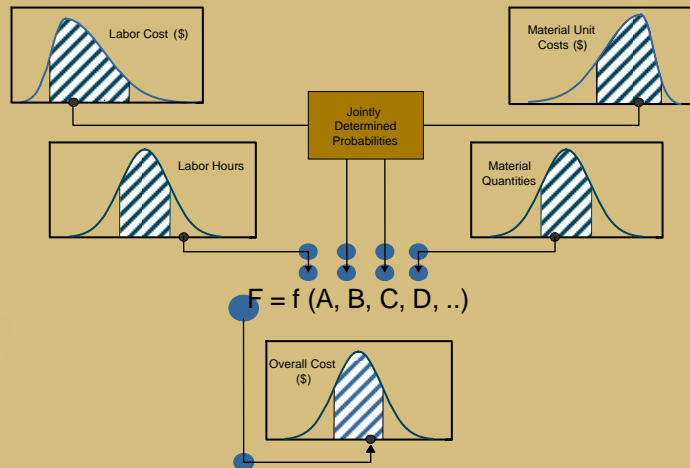 Labor Cost ($)
Material Unit
Costs ($)
Jointly
Determined
Probabilities
Labor Hours
Material
Quantities
F = f (A, B, C, D, ..)
Overall Cost
($)